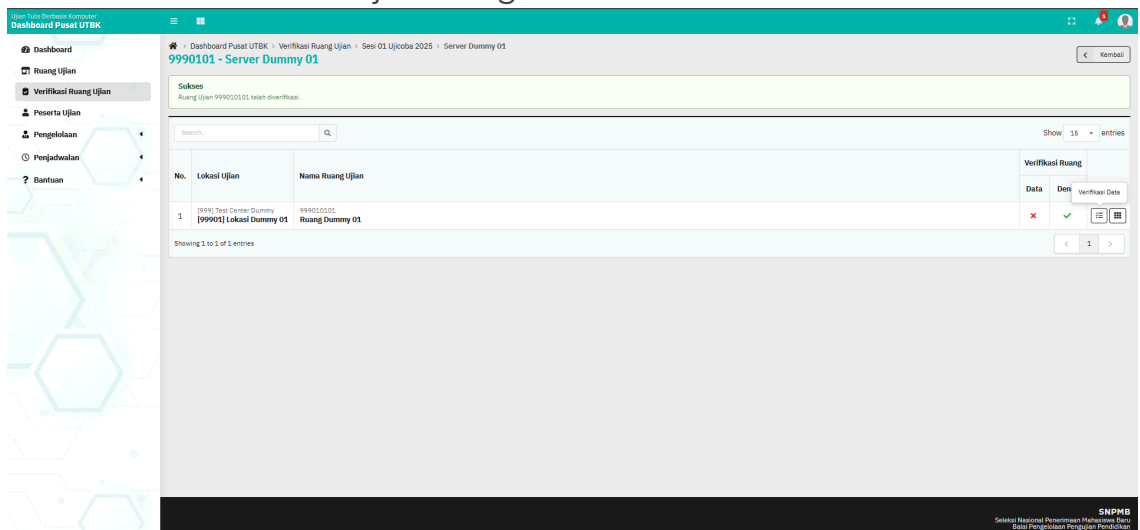 Ujian Tulis Berbasis Komputer
Dashboard Pusat UTBK
Dashboard
Ruang Ujian
Verifikasi Ruang Ujian
Peserta Ujian
Pengelolaan
Penjadwalan
Bantuan
Dashboard Pusat UTBK > Verifikasi Ruang Ujian > Sesi 01 Ujicoba 2025 > Server Dummy 01
9990101 - Server Dummy 01
Kembali
Sukses
Ruang Ujian 999010101 telah diverifikasi.
Search..
Show 15 entries
No. Lokasi Ujian Nama Ruang Ujian Verifikasi Ruang
Data Den
Verifikasi Data
1 [999] Test Center Dummy 999010101
[99901] Lokasi Dummy 01 Ruang Dummy 01
Showing 1 to 1 of 1 entries
< 1 >
SNPMB
Seleksi Nasional Penerimaan Mahasiswa Baru
Balai Pengelolaan Pengujian Pendidikan